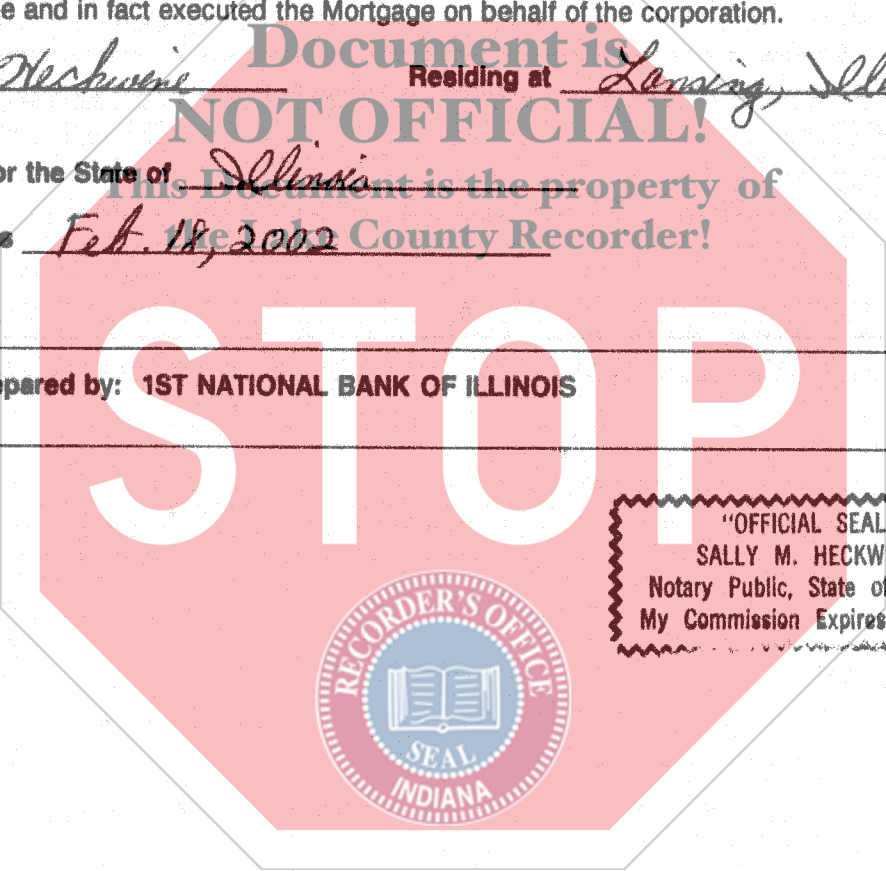 e and in fact executed the Mortgage on behalf of the corporation.
Document is
Heckwine Residing at Lansing, Ill
NOT OFFICIAL!
or the State of Illinois
This Document is the property of
the Lake County Recorder!
s Feb. 18, 2002
STOP
epared by: 1ST NATIONAL BANK OF ILLINOIS
"OFFICIAL SEAL
SALLY M. HECKW
Notary Public, State of
My Commission Expires
RECORDER'S OFFICE
SEAL
INDIANA